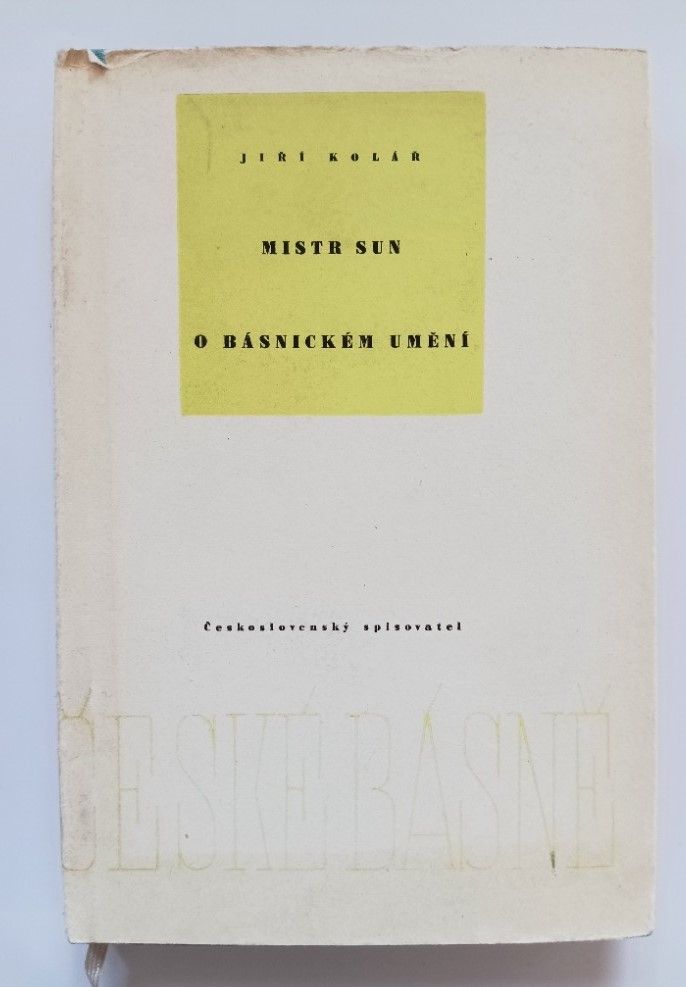 JIŘÍ KOLÁŘ
MISTR SUN
O BÁSNICKÉM UMĚNÍ
Československý spisovatel
ČESKÉ BÁSNĚ